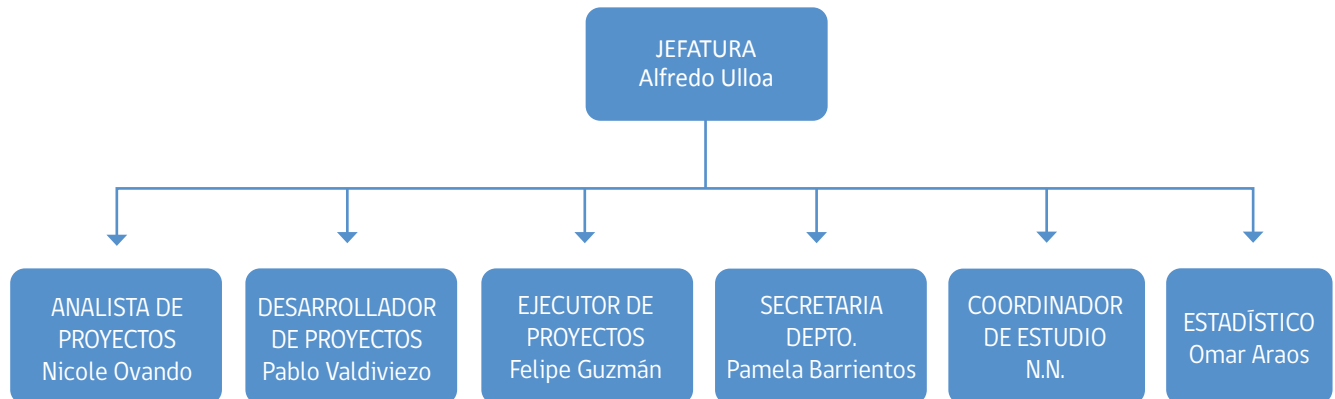 JEFATURA
Alfredo Ulloa
ANALISTA DE
PROYECTOS
Nicole Ovando
DESARROLLADOR
DE PROYECTOS
Pablo Valdiviezo
EJECUTOR DE
PROYECTOS
Felipe Guzmán
SECRETARIA
DEPTO.
Pamela Barrientos
COORDINADOR
DE ESTUDIO
N.N.
ESTADÍSTICO
Omar Araos